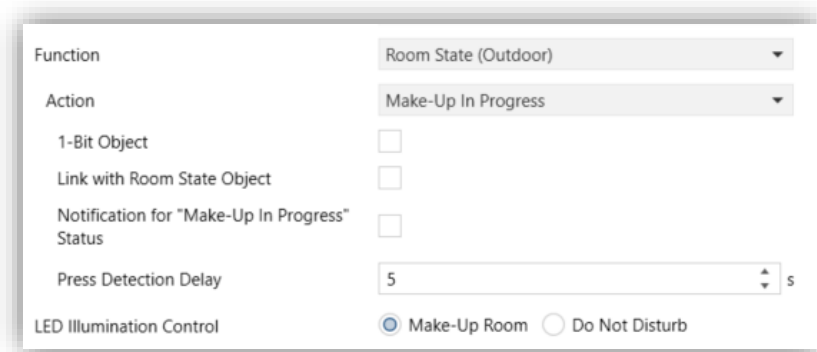 Function Room State (Outdoor)
Action Make-Up In Progress
1-Bit Object
Link with Room State Object
Notification for "Make-Up In Progress"
Status
Press Detection Delay 5 s
LED Illumination Control Make-Up Room Do Not Disturb